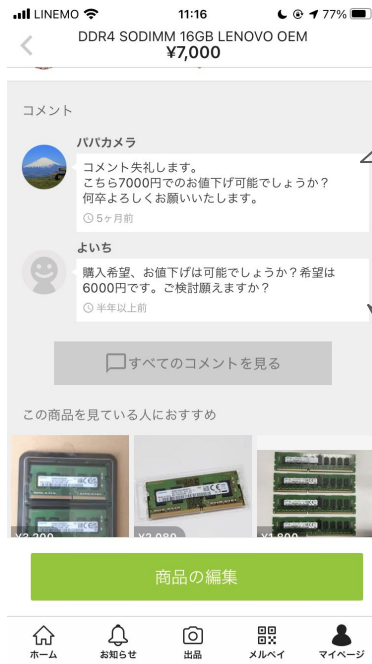 LINEMO 11:16 77%
DDR4 SODIMM 16GB LENOVO OEM
¥7,000
コメント
パパカメラ
コメント失礼します。
こちら7000円でのお値下げ可能でしょうか？
何卒よろしくお願いいたします。
5ヶ月前
よいち
購入希望、お値下げは可能でしょうか？希望は
6000円です。ご検討願えますか？
半年以上前
すべてのコメントを見る
この商品を見ている人におすすめ
¥3,200 ¥2,080 ¥1,800
商品の編集
ホーム お知らせ 出品 メルペイ マイページ